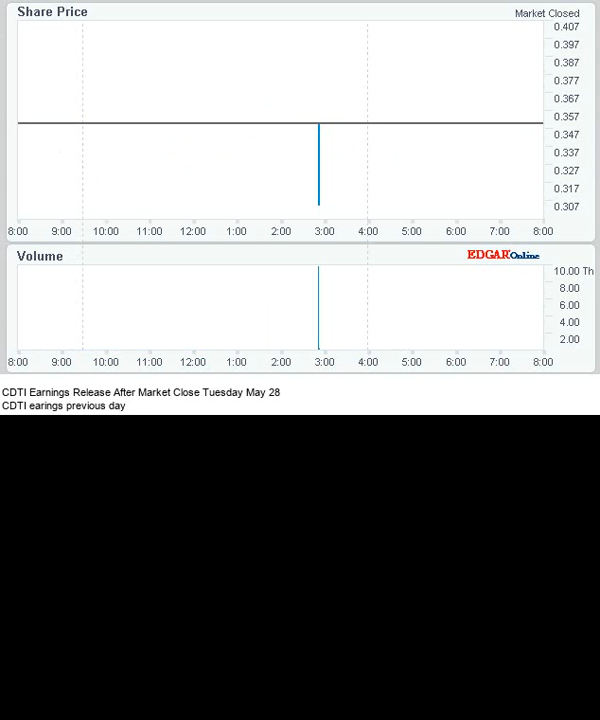 Share Price
Market Closed
0.407
0.397
0.387
0.377
0.367
0.357
0.347
0.337
0.327
0.317
0.307
8:00 9:00 10:00 11:00 12:00 1:00 2:00 3:00 4:00 5:00 6:00 7:00 8:00
Volume
EDGAR Online
10.00 Th
8.00
6.00
4.00
2.00
8:00 9:00 10:00 11:00 12:00 1:00 2:00 3:00 4:00 5:00 6:00 7:00 8:00
CDTI Earnings Release After Market Close Tuesday May 28
CDTI earings previous day